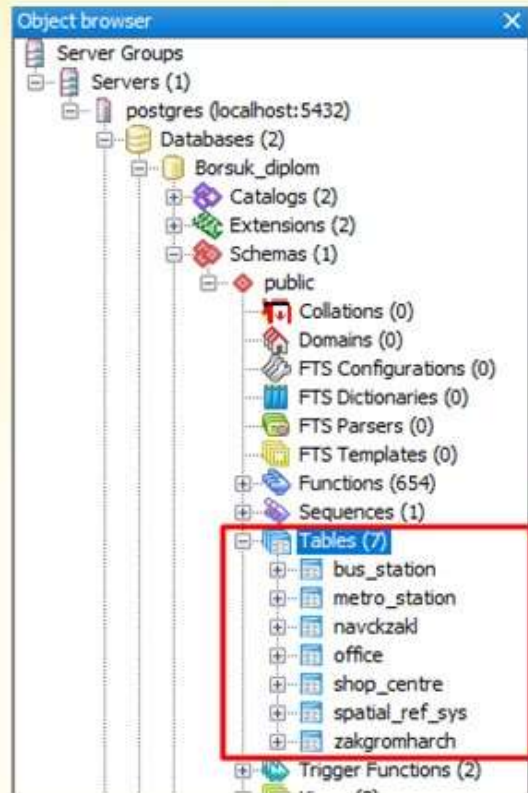 Object browser
Server Groups
Servers (1)
postgres (localhost:5432)
Databases (2)
Borsuk_diplom
Catalogs (2)
Extensions (2)
Schemas (1)
public
Collations (0)
Domains (0)
FTS Configurations (0)
FTS Dictionaries (0)
FTS Parsers (0)
FTS Templates (0)
Functions (654)
Sequences (1)
Tables (7)
bus_station
metro_station
navckzakl
office
shop_centre
spatial_ref_sys
zakgromharch
Trigger Functions (2)